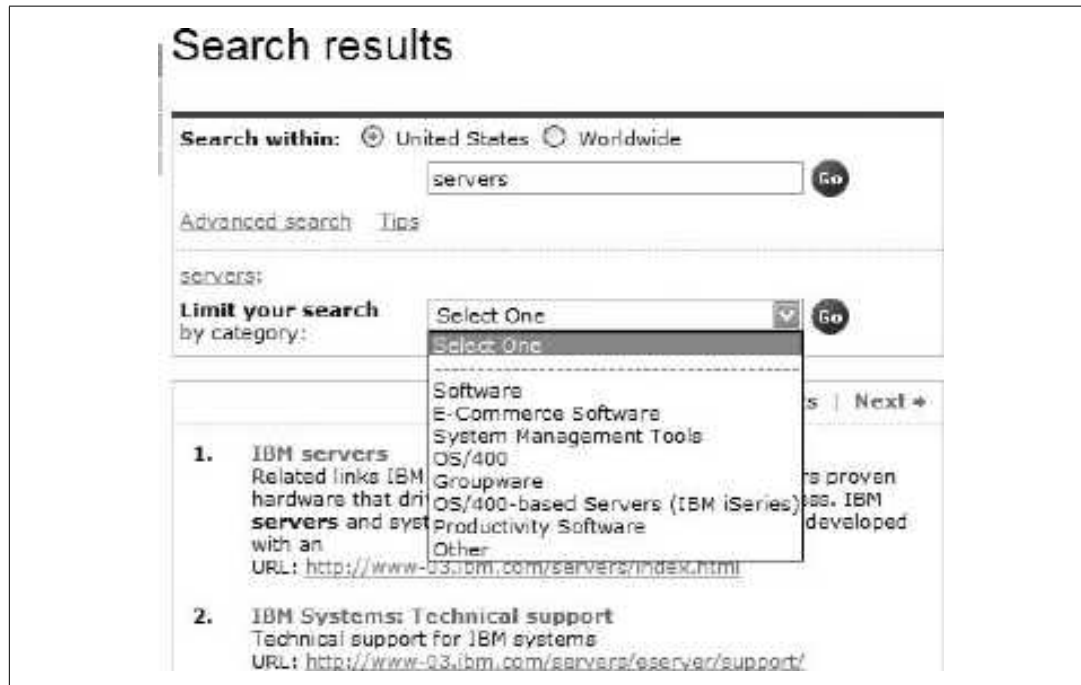 Search results
Search within: United States Worldwide
servers Go
Advanced search Tips
servers:
Limit your search
by category:
Select One Go
Select One
Software
E-Commerce Software
System Management Tools
OS/400
Groupware
OS/400-based Servers (IBM iSeries)
Productivity Software
Other
s | Next
1. IBM servers
Related links IBM rs proven
hardware that dri ess. IBM
servers and syst developed
with an
URL: http://www-03.ibm.com/servers/index.html
2. IBM Systems: Technical support
Technical support for IBM systems
URL: http://www-03.ibm.com/servers/eserver/support/